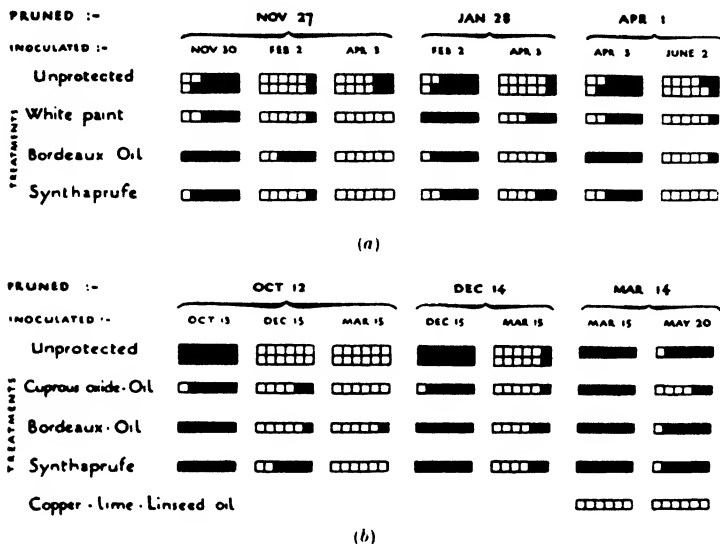 PRUNED :- NOV 27 JAN 28 APR 1
INOCULATED :- NOV 30 FEB 2 APR 3 FEB 2 APR 3 APR 3 JUNE 2
TREATMENTS
Unprotected
White paint
Bordeaux Oil
Synthaprufe
(a)
PRUNED :- OCT 12 DEC 14 MAR 14
INOCULATED :- OCT 13 DEC 15 MAR 15 DEC 15 MAR 15 MAR 15 MAY 20
TREATMENTS
Unprotected
Cuprous oxide · Oil
Bordeaux · Oil
Synthaprufe
Copper · Lime · Linseed oil
(b)